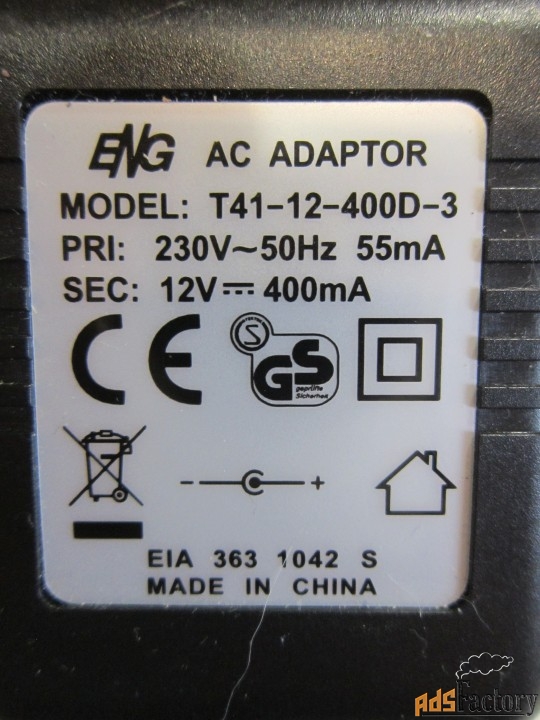 ENG AC ADAPTOR
MODEL: T41-12-400D-3
PRI: 230V~50Hz 55mA
SEC: 12V⎓400mA
CE
S
GS
geprüfte
Sicherheit
- +
EIA 363 1042 S
MADE IN CHINA
AdsFactory